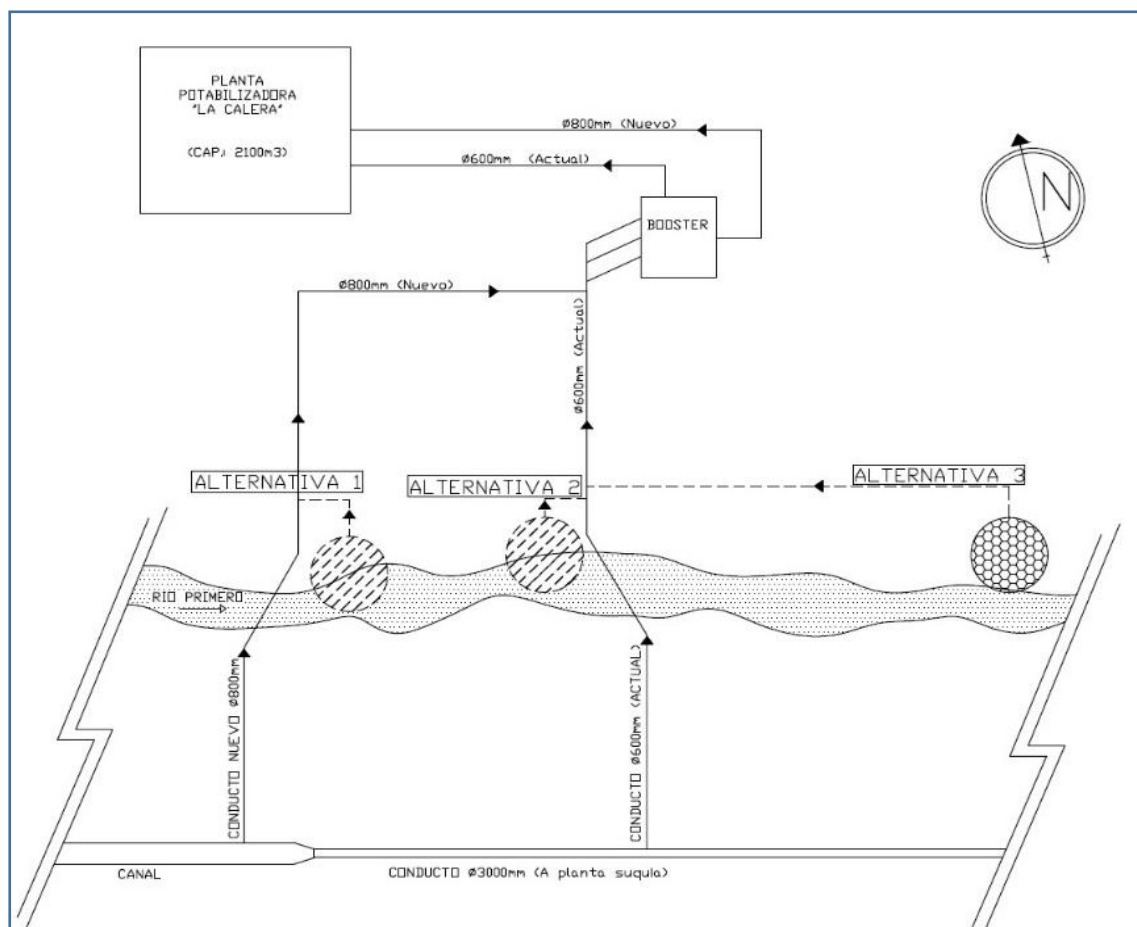 PLANTA
POTABILIZADORA
"LA CALERA"
(CAP: 2100m3)
Ø800mm (Nuevo)
Ø600mm (Actual)
BOOSTER
N
Ø800mm (Nuevo)
Ø600mm (Actual)
ALTERNATIVA 1
ALTERNATIVA 2
ALTERNATIVA 3
RIO PRIMERO
CONDUCTO NUEVO Ø800mm
CONDUCTO Ø600mm (ACTUAL)
CANAL
CONDUCTO Ø3000mm (A planta suquia)